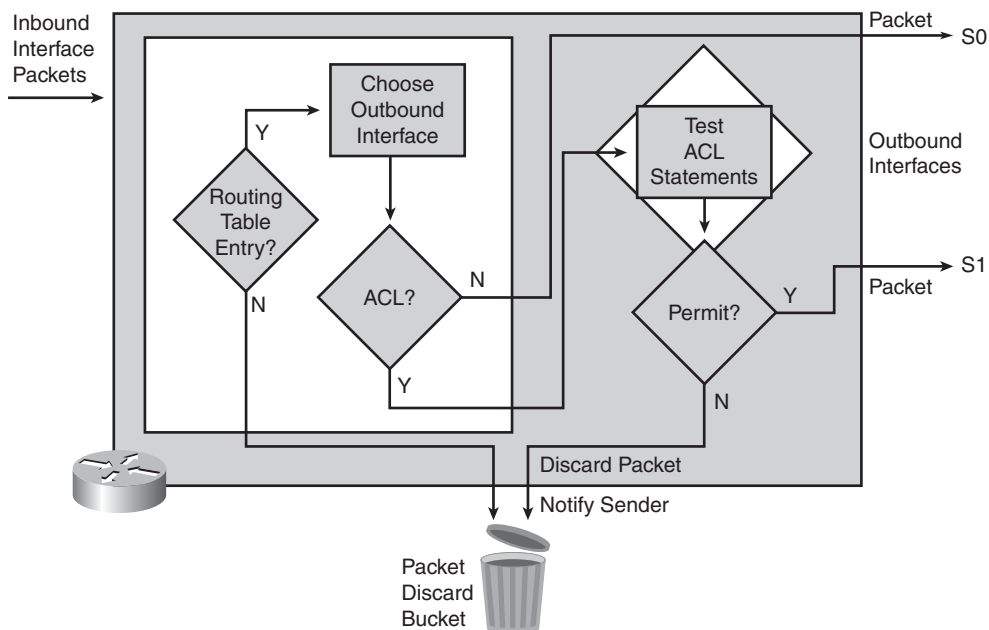 Inbound
Interface
Packets
Choose
Outbound
Interface
Y
Routing
Table
Entry?
N
ACL?
N
Y
Test
ACL
Statements
Permit?
Y
N
Packet
S0
Outbound
Interfaces
S1
Packet
Discard Packet
Notify Sender
Packet
Discard
Bucket